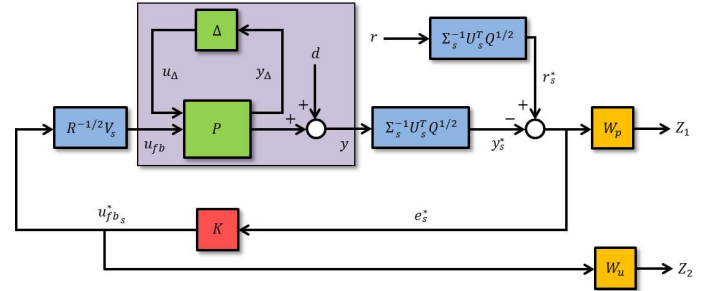 Δ
r
Σ_s^{-1} U_s^T Q^{1/2}
d
u_Δ
y_Δ
r_s^*
+
+
R^{-1/2} V_s
P
+
Σ_s^{-1} U_s^T Q^{1/2}
−
W_p
Z_1
u_{fb}
y
y_s^*
u_{fb_s}^*
K
e_s^*
W_u
Z_2